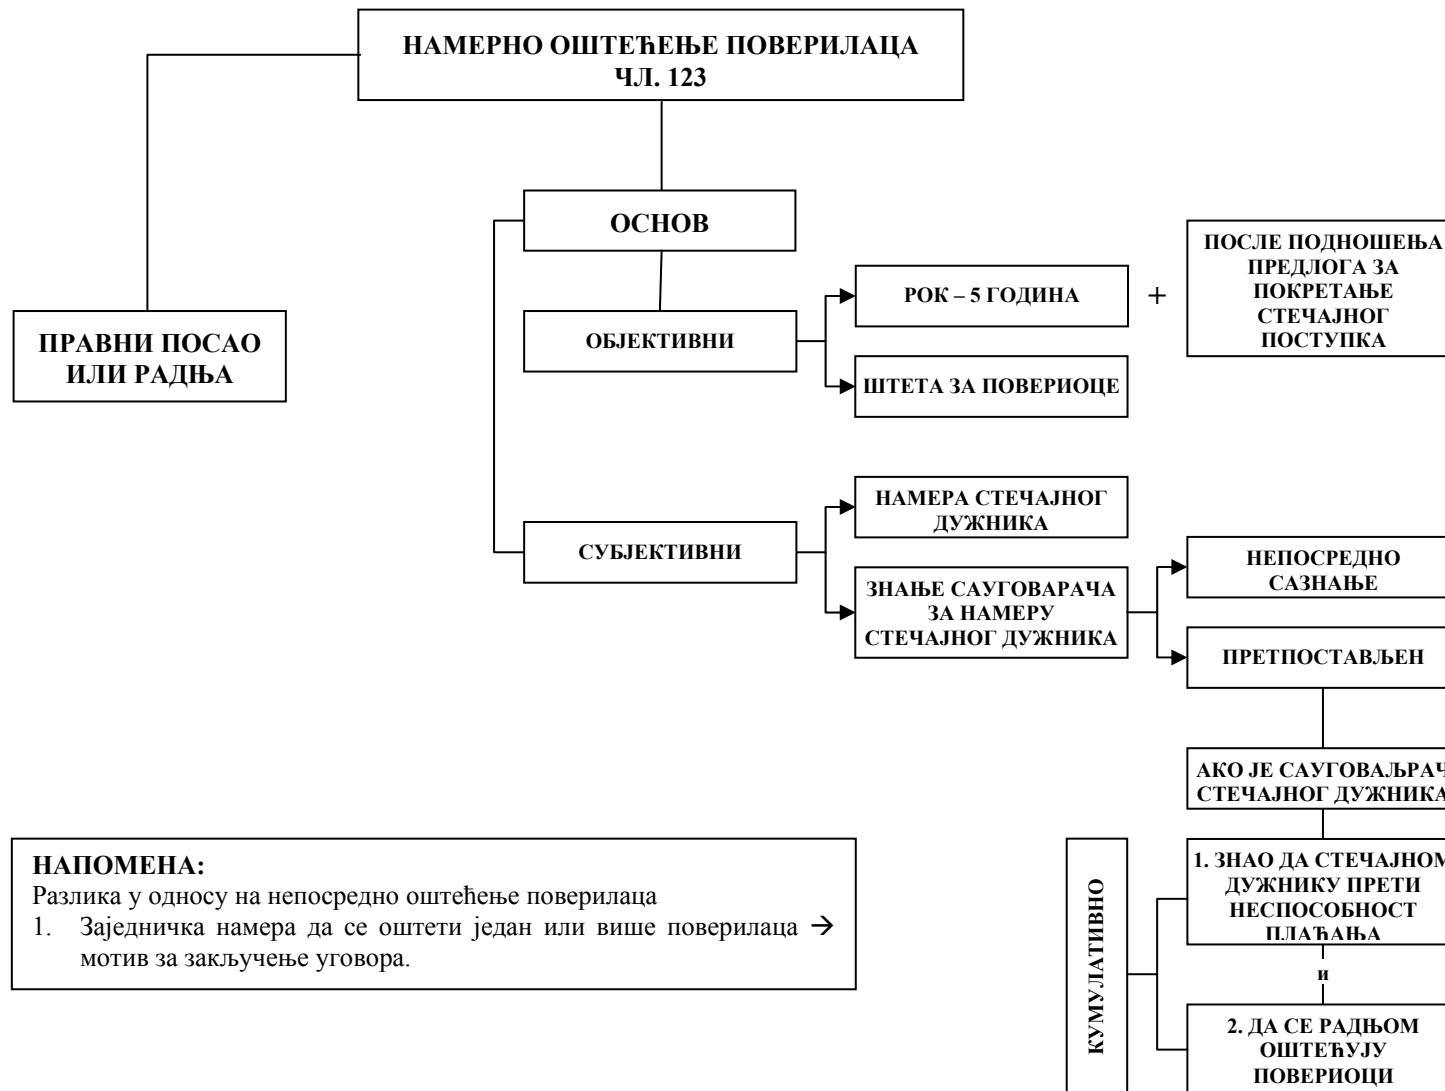 НАМЕРНО ОШТЕЋЕЊЕ ПОВЕРИЛАЦА
ЧЛ. 123
ОСНОВ
ПРАВНИ ПОСАО
ИЛИ РАДЊА
ОБЈЕКТИВНИ
РОК – 5 ГОДИНА
+
ПОСЛЕ ПОДНОШЕЊА
ПРЕДЛОГА ЗА
ПОКРЕТАЊЕ
СТЕЧАЈНОГ
ПОСТУПКА
ШТЕТА ЗА ПОВЕРИОЦЕ
СУБЈЕКТИВНИ
НАМЕРА СТЕЧАЈНОГ
ДУЖНИКА
ЗНАЊЕ САУГОВАРАЧА
ЗА НАМЕРУ
СТЕЧАЈНОГ ДУЖНИКА
НЕПОСРЕДНО
САЗНАЊЕ
ПРЕТПОСТАВЉЕН
АКО ЈЕ САУГОВАЉРАЧ
СТЕЧАЈНОГ ДУЖНИКА
КУМУЛАТИВНО
1. ЗНАО ДА СТЕЧАЈНОМ
ДУЖНИКУ ПРЕТИ
НЕСПОСОБНОСТ
ПЛАЋАЊА
и
2. ДА СЕ РАДЊОМ
ОШТЕЋУЈУ
ПОВЕРИОЦИ
НАПОМЕНА:
Разлика у односу на непосредно оштећење поверилаца
1. Заједничка намера да се оштети један или више поверилаца →
мотив за закључење уговора.